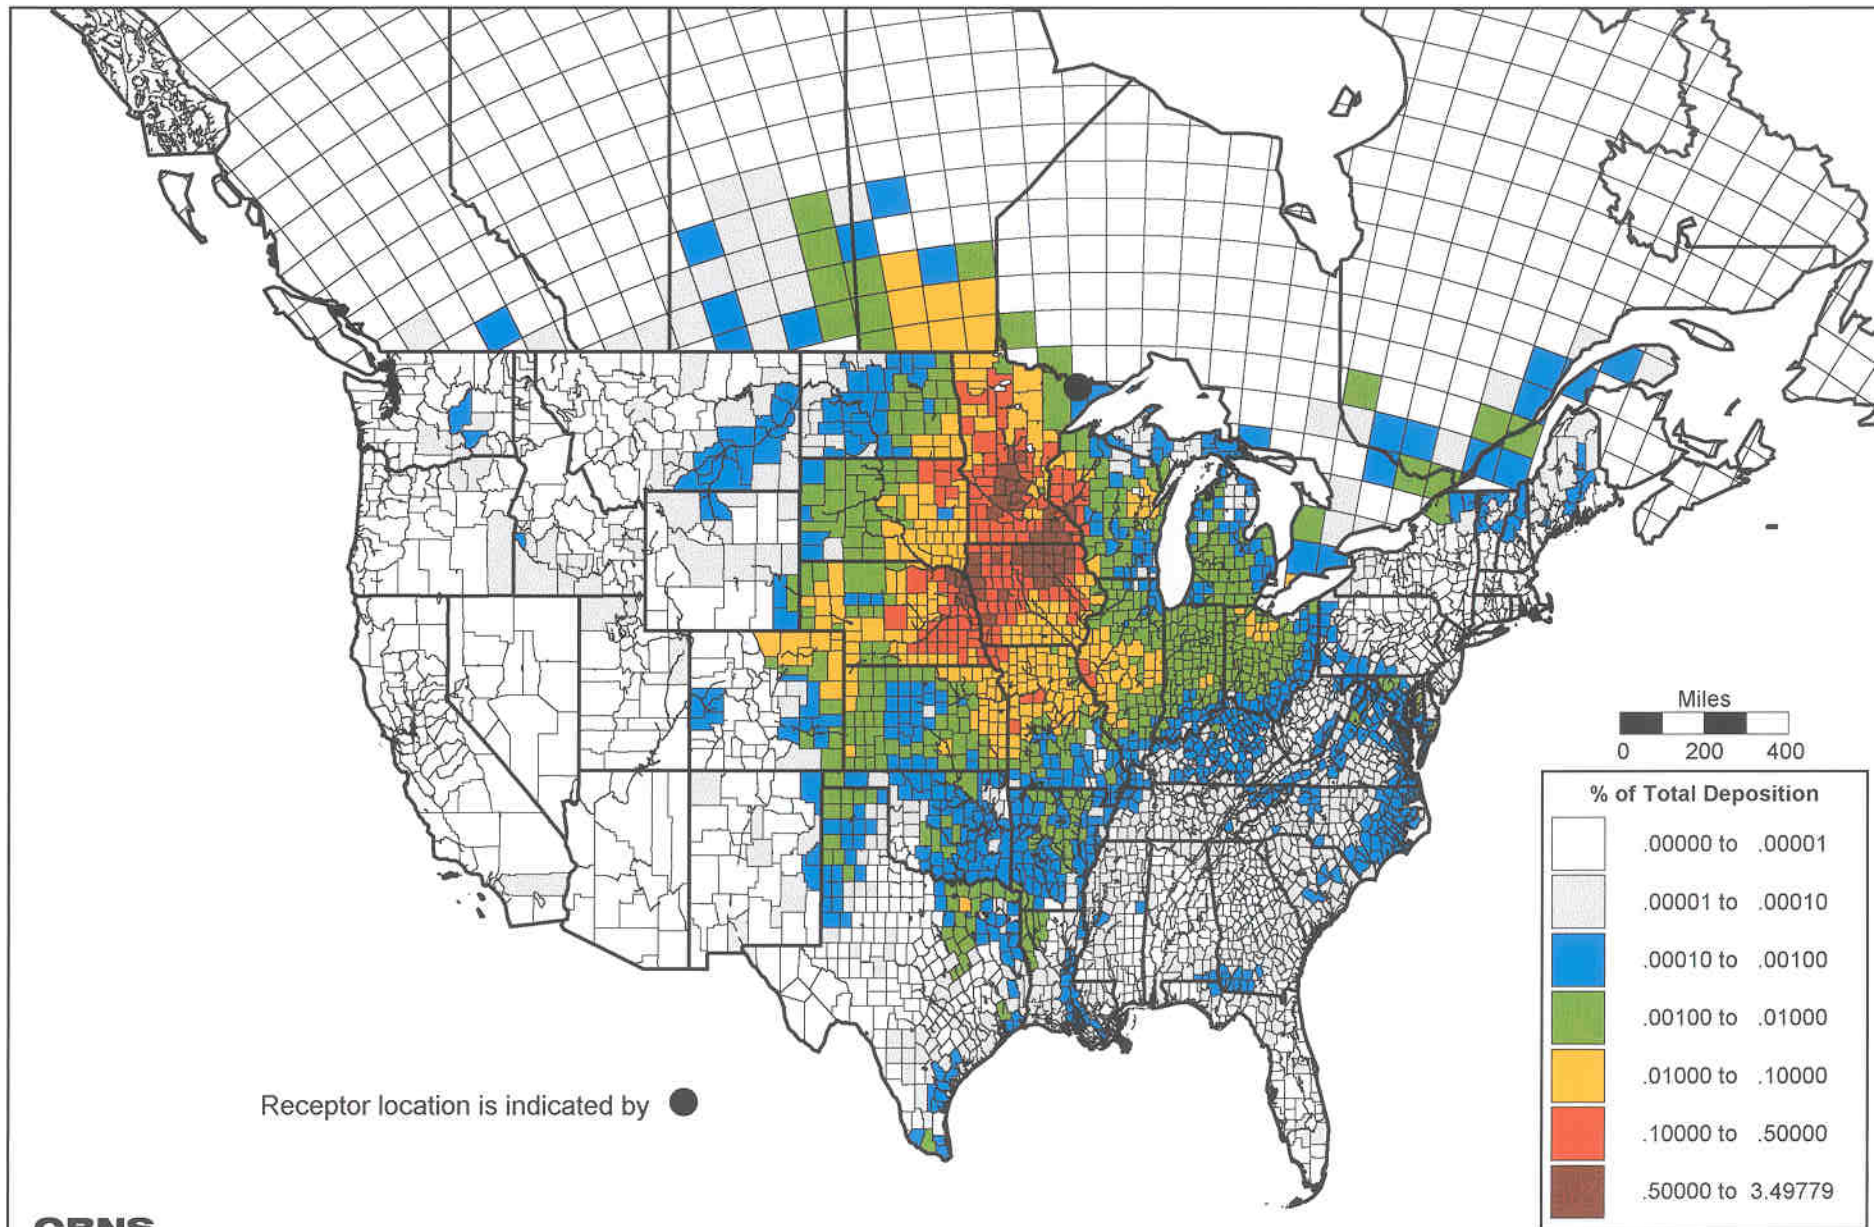 Miles
0 200 400
% of Total Deposition
.00000 to .00001
.00001 to .00010
.00010 to .00100
.00100 to .01000
.01000 to .10000
.10000 to .50000
.50000 to 3.49779
Receptor location is indicated by
CBNS